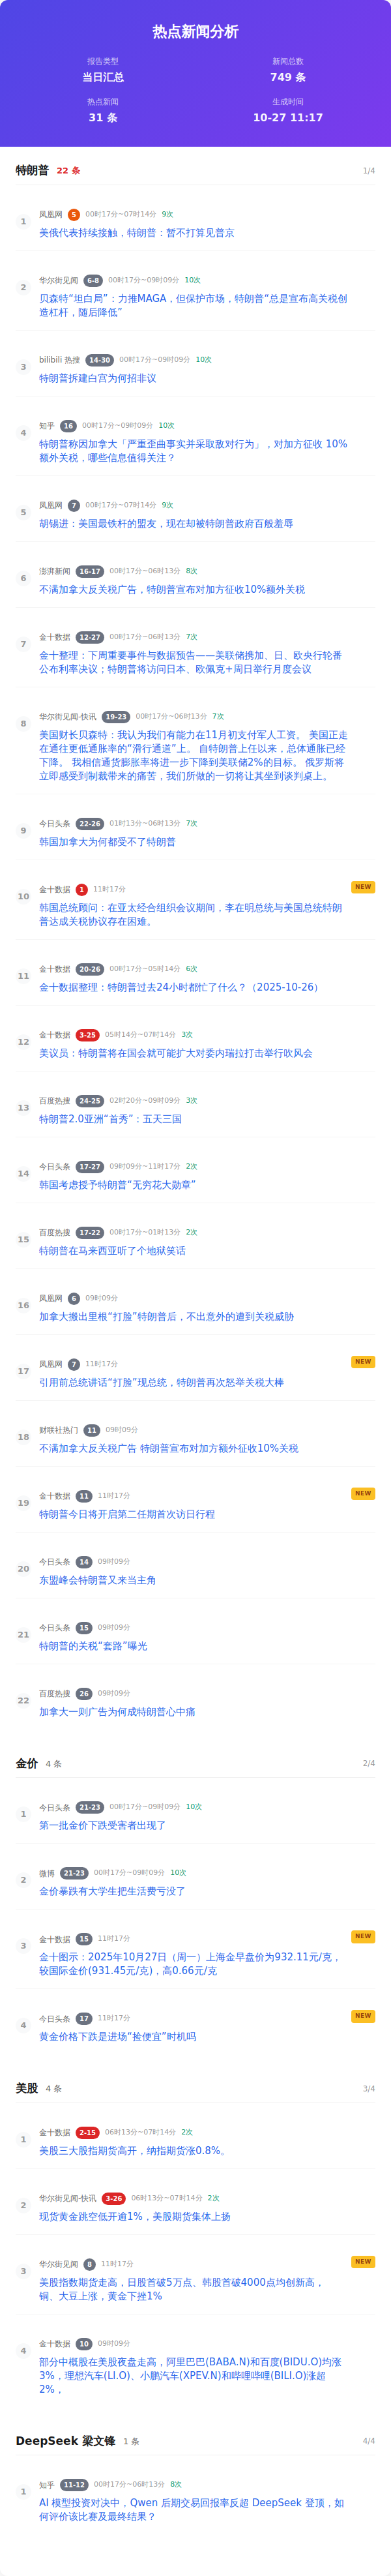 热点新闻分析
报告类型
当日汇总
新闻总数
749 条
热点新闻
31 条
生成时间
10-27 11:17
特朗普 22 条 1/4
1 凤凰网 5 00时17分~07时14分 9次
美俄代表持续接触，特朗普：暂不打算见普京
2 华尔街见闻 6-8 00时17分~09时09分 10次
贝森特“坦白局”：力推MAGA，但保护市场，特朗普“总是宣布高关税创
造杠杆，随后降低”
3 bilibili 热搜 14-30 00时17分~09时09分 10次
特朗普拆建白宫为何招非议
4 知乎 16 00时17分~09时09分 10次
特朗普称因加拿大「严重歪曲事实并采取敌对行为」，对加方征收 10%
额外关税，哪些信息值得关注？
5 凤凰网 7 00时17分~07时14分 9次
胡锡进：美国最铁杆的盟友，现在却被特朗普政府百般羞辱
6 澎湃新闻 16-17 00时17分~06时13分 8次
不满加拿大反关税广告，特朗普宣布对加方征收10%额外关税
7 金十数据 12-27 00时17分~06时13分 7次
金十整理：下周重要事件与数据预告——美联储携加、日、欧央行轮番
公布利率决议；特朗普将访问日本、欧佩克+周日举行月度会议
8 华尔街见闻-快讯 19-23 00时17分~06时13分 7次
美国财长贝森特：我认为我们有能力在11月初支付军人工资。 美国正走
在通往更低通胀率的“滑行通道”上。 自特朗普上任以来，总体通胀已经
下降。 我相信通货膨胀率将进一步下降到美联储2%的目标。 俄罗斯将
立即感受到制裁带来的痛苦，我们所做的一切将让其坐到谈判桌上。
9 今日头条 22-26 01时13分~06时13分 7次
韩国加拿大为何都受不了特朗普
10 金十数据 1 11时17分 NEW
韩国总统顾问：在亚太经合组织会议期间，李在明总统与美国总统特朗
普达成关税协议存在困难。
11 金十数据 20-26 00时17分~05时14分 6次
金十数据整理：特朗普过去24小时都忙了什么？（2025-10-26）
12 金十数据 3-25 05时14分~07时14分 3次
美议员：特朗普将在国会就可能扩大对委内瑞拉打击举行吹风会
13 百度热搜 24-25 02时20分~09时09分 3次
特朗普2.0亚洲“首秀”：五天三国
14 今日头条 17-27 09时09分~11时17分 2次
韩国考虑授予特朗普“无穷花大勋章”
15 百度热搜 17-22 00时17分~01时13分 2次
特朗普在马来西亚听了个地狱笑话
16 凤凰网 6 09时09分
加拿大搬出里根“打脸”特朗普后，不出意外的遭到关税威胁
17 凤凰网 7 11时17分 NEW
引用前总统讲话“打脸”现总统，特朗普再次怒举关税大棒
18 财联社热门 11 09时09分
不满加拿大反关税广告 特朗普宣布对加方额外征收10%关税
19 金十数据 11 11时17分 NEW
特朗普今日将开启第二任期首次访日行程
20 今日头条 14 09时09分
东盟峰会特朗普又来当主角
21 今日头条 15 09时09分
特朗普的关税“套路”曝光
22 百度热搜 26 09时09分
加拿大一则广告为何成特朗普心中痛
金价 4 条 2/4
1 今日头条 21-23 00时17分~09时09分 10次
第一批金价下跌受害者出现了
2 微博 21-23 00时17分~09时09分 10次
金价暴跌有大学生把生活费亏没了
3 金十数据 15 11时17分 NEW
金十图示：2025年10月27日（周一）上海金早盘价为932.11元/克，
较国际金价(931.45元/克)，高0.66元/克
4 今日头条 17 11时17分 NEW
黄金价格下跌是进场“捡便宜”时机吗
美股 4 条 3/4
1 金十数据 2-15 06时13分~07时14分 2次
美股三大股指期货高开，纳指期货涨0.8%。
2 华尔街见闻-快讯 3-26 06时13分~07时14分 2次
现货黄金跳空低开逾1%，美股期货集体上扬
3 华尔街见闻 8 11时17分 NEW
美股指数期货走高，日股首破5万点、韩股首破4000点均创新高，
铜、大豆上涨，黄金下挫1%
4 金十数据 10 09时09分
部分中概股在美股夜盘走高，阿里巴巴(BABA.N)和百度(BIDU.O)均涨
3%，理想汽车(LI.O)、小鹏汽车(XPEV.N)和哔哩哔哩(BILI.O)涨超
2%，
DeepSeek 梁文锋 1 条 4/4
1 知乎 11-12 00时17分~06时13分 8次
AI 模型投资对决中，Qwen 后期交易回报率反超 DeepSeek 登顶，如
何评价该比赛及最终结果？